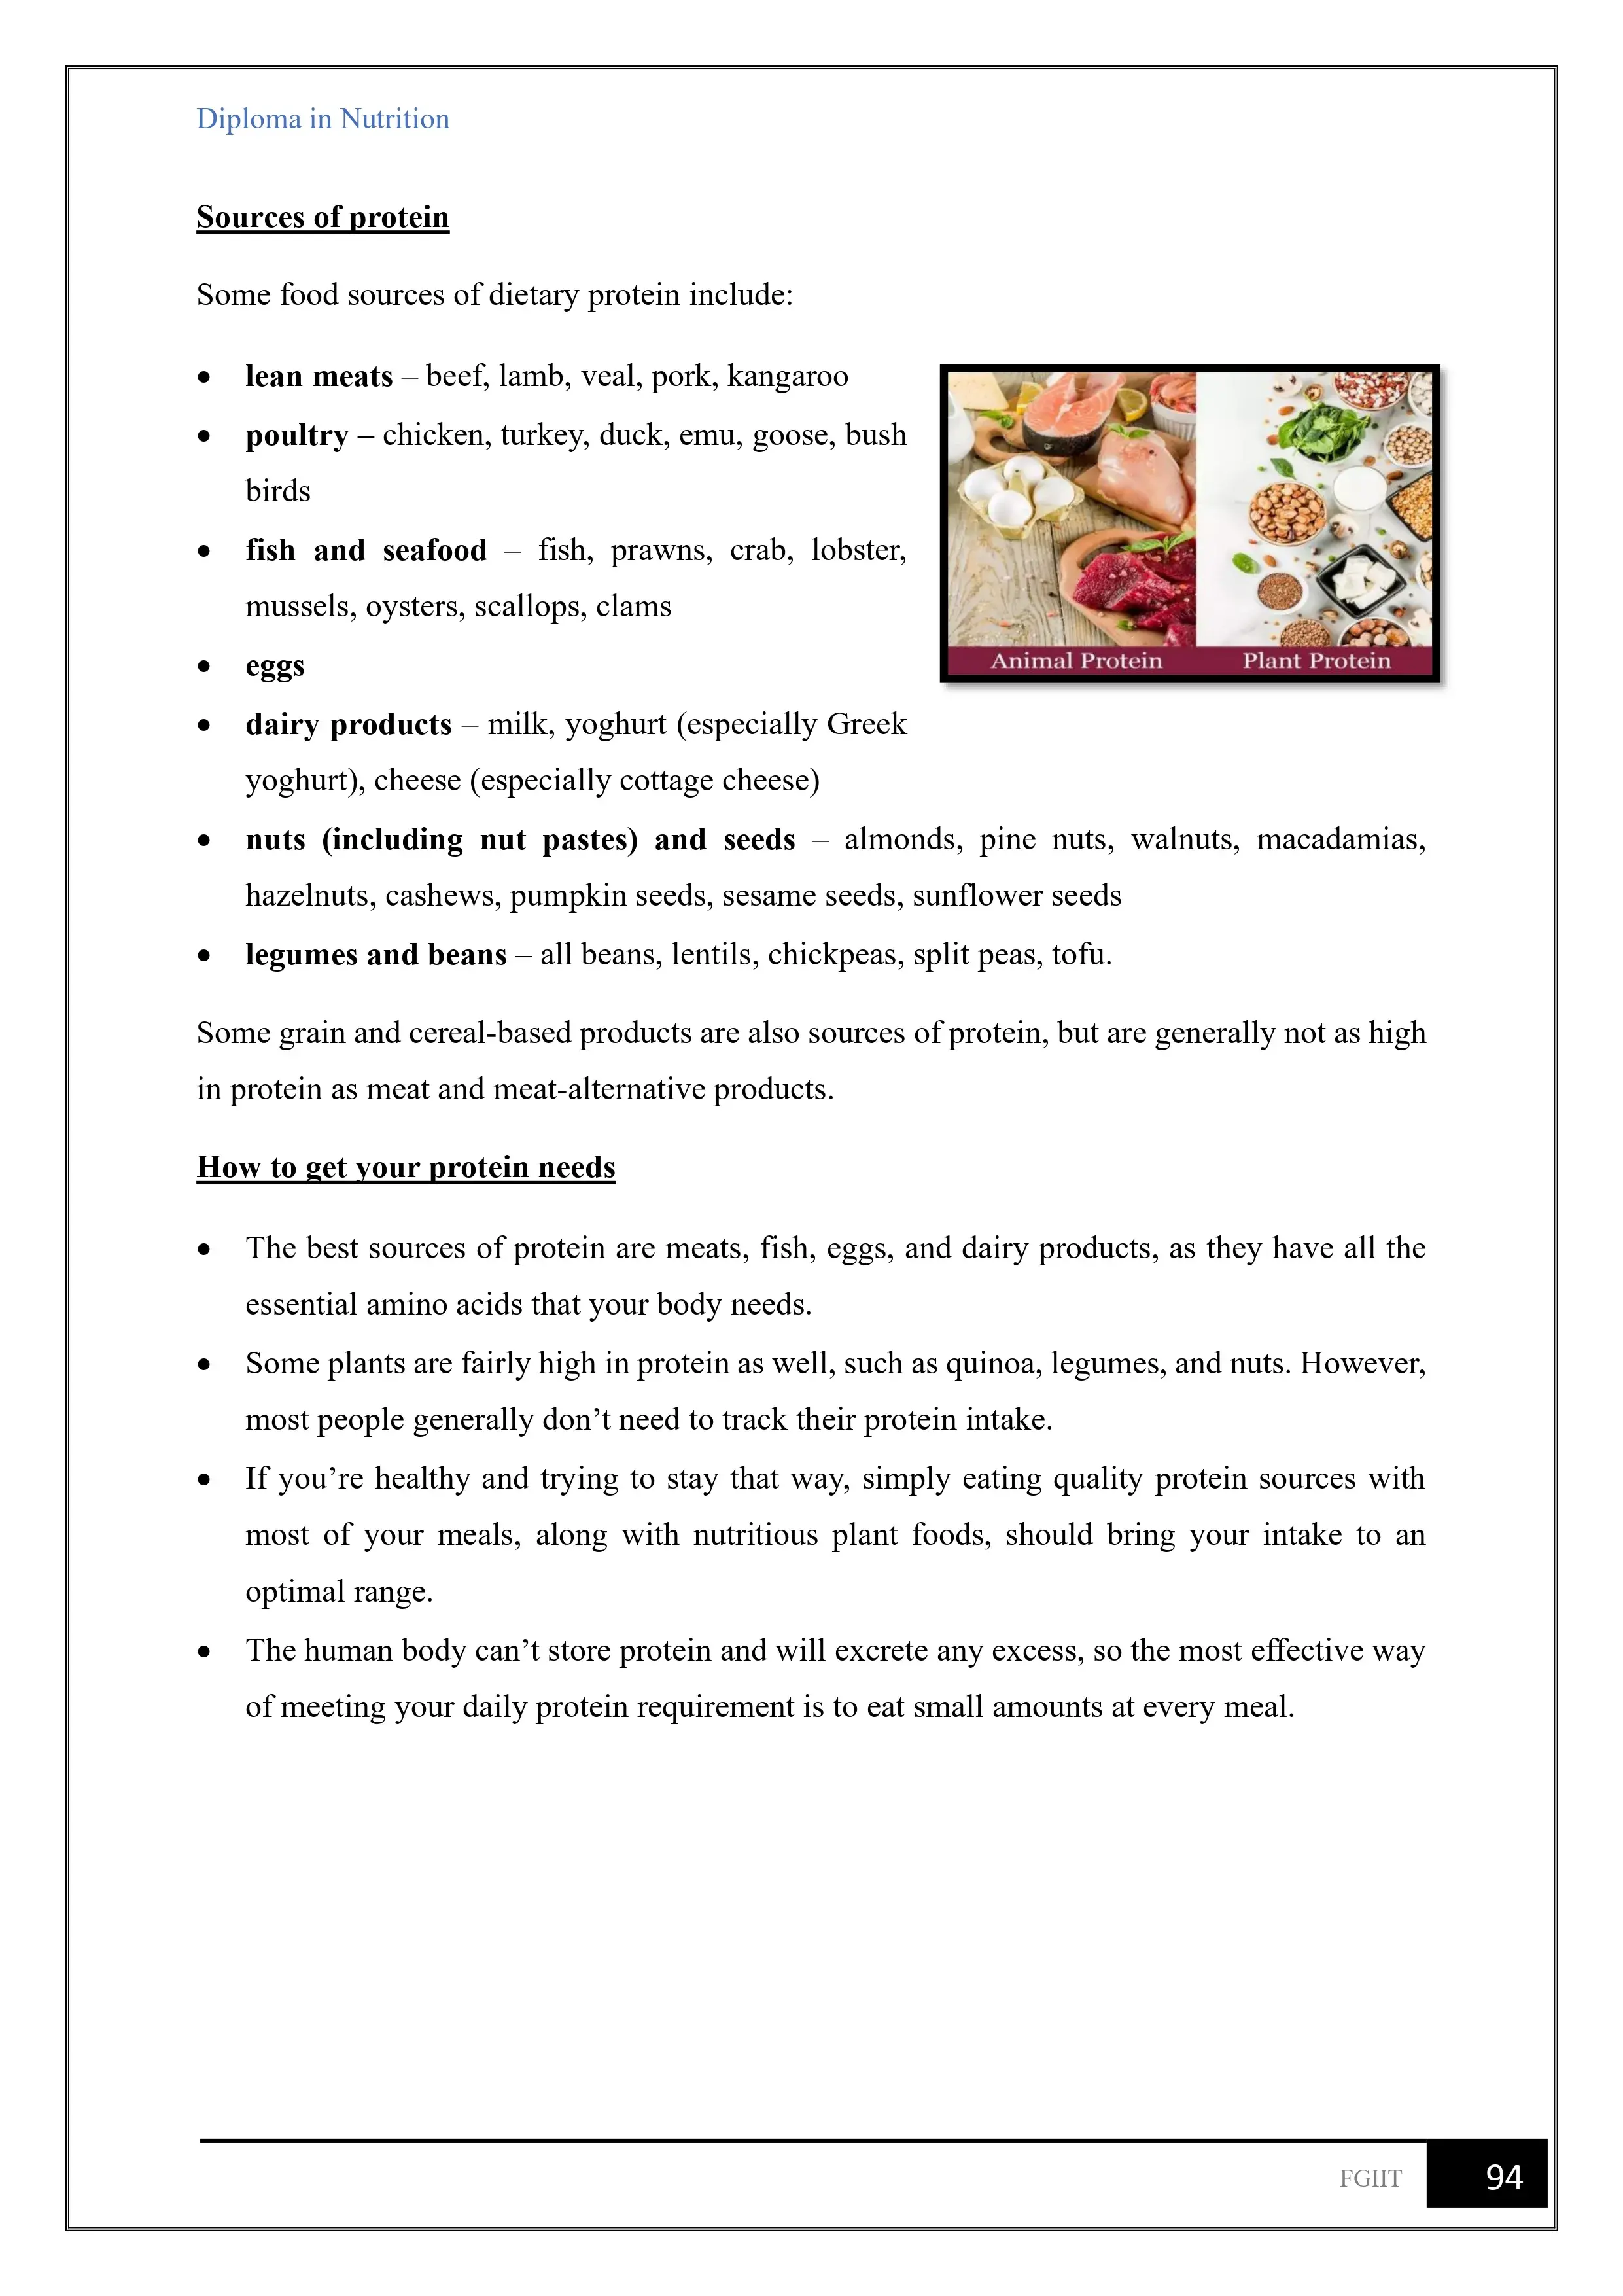 Diploma in Nutrition
Sources of protein
Some food sources of dietary protein include:
• lean meats – beef, lamb, veal, pork, kangaroo
• poultry – chicken, turkey, duck, emu, goose, bush
birds
• fish and seafood – fish, prawns, crab, lobster,
mussels, oysters, scallops, clams
• eggs
• dairy products – milk, yoghurt (especially Greek
yoghurt), cheese (especially cottage cheese)
Animal Protein Plant Protein
• nuts (including nut pastes) and seeds – almonds, pine nuts, walnuts, macadamias,
hazelnuts, cashews, pumpkin seeds, sesame seeds, sunflower seeds
• legumes and beans – all beans, lentils, chickpeas, split peas, tofu.
Some grain and cereal-based products are also sources of protein, but are generally not as high
in protein as meat and meat-alternative products.
How to get your protein needs
• The best sources of protein are meats, fish, eggs, and dairy products, as they have all the
essential amino acids that your body needs.
• Some plants are fairly high in protein as well, such as quinoa, legumes, and nuts. However,
most people generally don’t need to track their protein intake.
• If you’re healthy and trying to stay that way, simply eating quality protein sources with
most of your meals, along with nutritious plant foods, should bring your intake to an
optimal range.
• The human body can’t store protein and will excrete any excess, so the most effective way
of meeting your daily protein requirement is to eat small amounts at every meal.
FGIIT 94